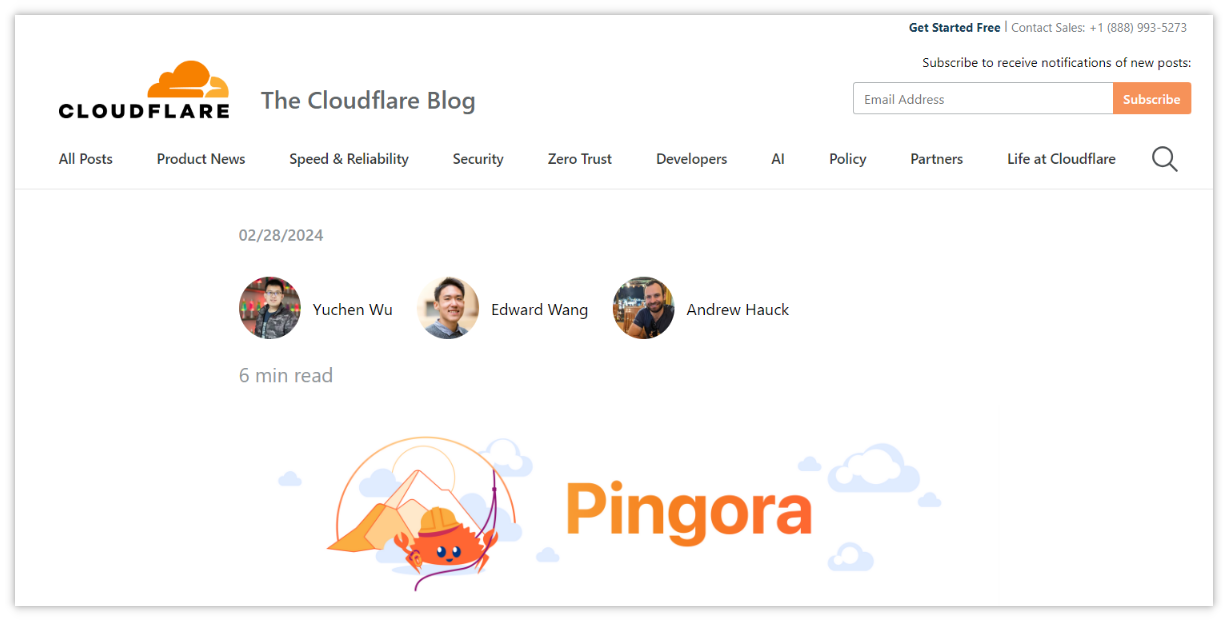 Get Started Free | Contact Sales: +1 (888) 993-5273
Subscribe to receive notifications of new posts:
CLOUDFLARE
The Cloudflare Blog
Email Address
Subscribe
All Posts
Product News
Speed & Reliability
Security
Zero Trust
Developers
AI
Policy
Partners
Life at Cloudflare
02/28/2024
Yuchen Wu
Edward Wang
Andrew Hauck
6 min read
Pingora